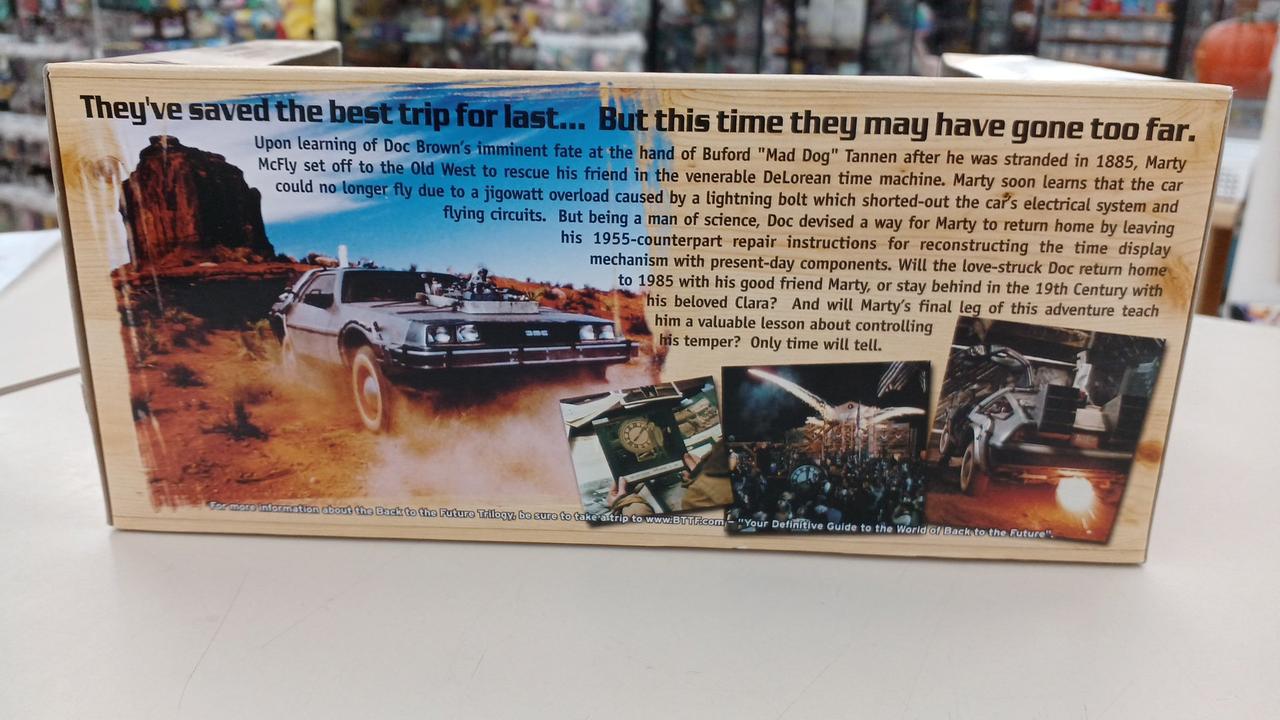 They've saved the best trip for last... But this time they may have gone too far.
Upon learning of Doc Brown's imminent fate at the hand of Buford "Mad Dog" Tannen after he was stranded in 1885, Marty
McFly set off to the Old West to rescue his friend in the venerable DeLorean time machine. Marty soon learns that the car
could no longer fly due to a jigowatt overload caused by a lightning bolt which shorted-out the car's electrical system and
flying circuits. But being a man of science, Doc devised a way for Marty to return home by leaving
his 1955-counterpart repair instructions for reconstructing the time display
mechanism with present-day components. Will the love-struck Doc return home
to 1985 with his good friend Marty, or stay behind in the 19th Century with
his beloved Clara? And will Marty's final leg of this adventure teach
him a valuable lesson about controlling
his temper? Only time will tell.
For more information about the Back to the Future Trilogy, be sure to take a trip to www.BTTF.com – "Your Definitive Guide to the World of Back to the Future".